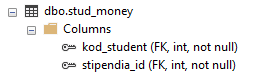 dbo.stud_money
Columns
kod_student (FK, int, not null)
stipendia_id (FK, int, not null)